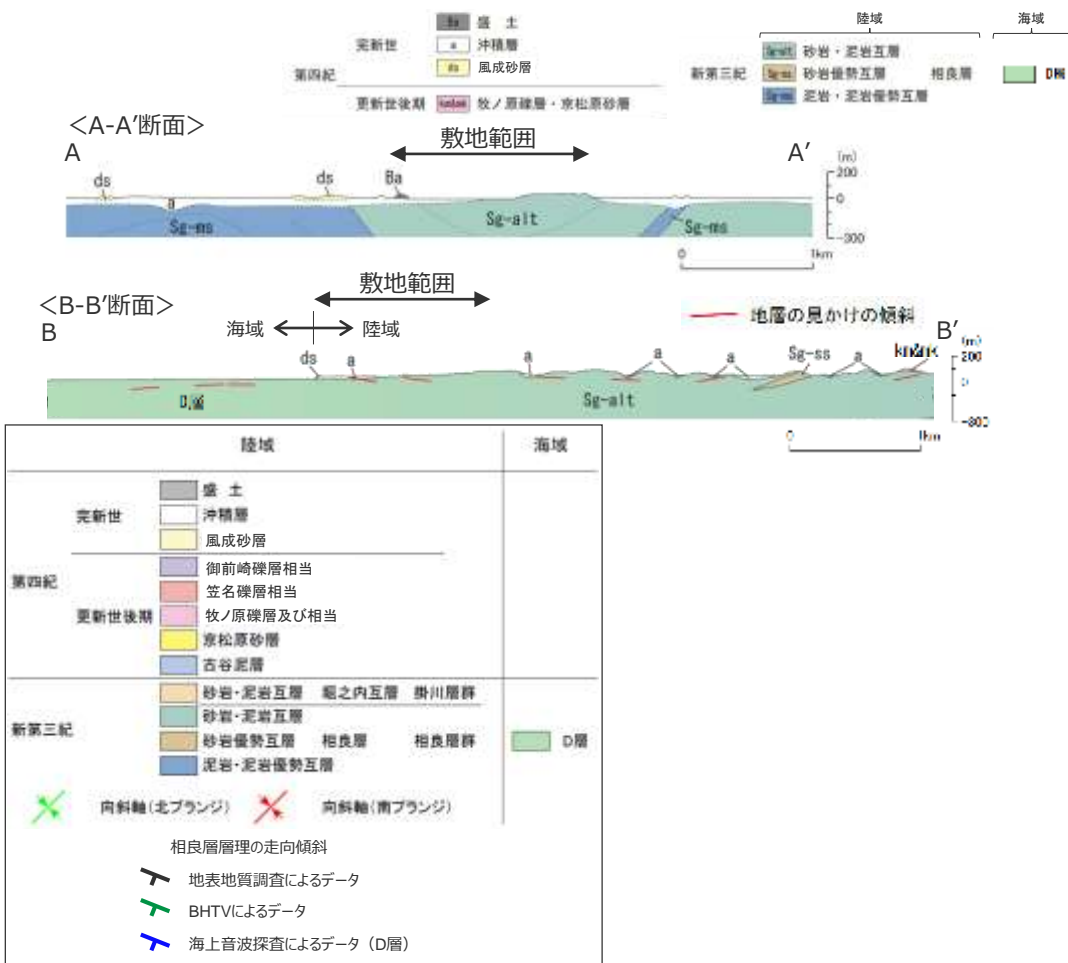 Ba 盛 土
完新世 a 沖積層
ds 風成砂層
第四紀
更新世後期 km&mk 牧ノ原礫層・京松原砂層
陸域 海域
Sg-alt 砂岩・泥岩互層
新第三紀 Sg-ss 砂岩優勢互層 相良層 D層
Sg-ms 泥岩・泥岩優勢互層
<A-A′断面>
敷地範囲
A A′
(m)
200
0
-300
ds ds Ba
a
Sg-ms Sg-alt Sg-ms
0 1km
<B-B′断面>
敷地範囲
海域 陸域
地層の見かけの傾斜
B B′
(m)
200
0
-300
ds a a a a Sg-ss a km&mk
D層 Sg-alt
0 1km
陸域 海域
盛 土
完新世 沖積層
風成砂層
第四紀 御前崎礫層相当
笠名礫層相当
更新世後期 牧ノ原礫層及び相当
京松原砂層
古谷泥層
砂岩・泥岩互層 堀之内互層 掛川層群
新第三紀 砂岩・泥岩互層
砂岩優勢互層 相良層 相良層群 D層
泥岩・泥岩優勢互層
向斜軸(北プランジ) 向斜軸(南プランジ)
相良層層理の走向傾斜
地表地質調査によるデータ
BHTVによるデータ
海上音波探査によるデータ（D層）